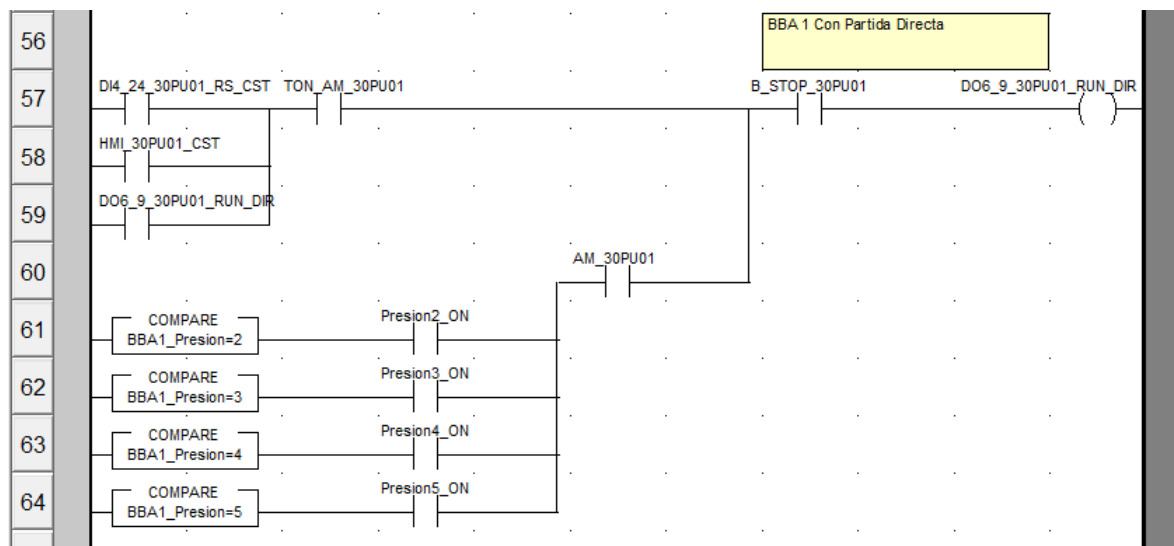 56
BBA 1 Con Partida Directa
57
DI4_24_30PU01_RS_CST TON_AM_30PU01 B_STOP_30PU01 DO6_9_30PU01_RUN_DIR
58
HMI_30PU01_CST
59
DO6_9_30PU01_RUN_DIR
60
AM_30PU01
61
COMPARE
BBA1_Presion=2
Presion2_ON
62
COMPARE
BBA1_Presion=3
Presion3_ON
63
COMPARE
BBA1_Presion=4
Presion4_ON
64
COMPARE
BBA1_Presion=5
Presion5_ON